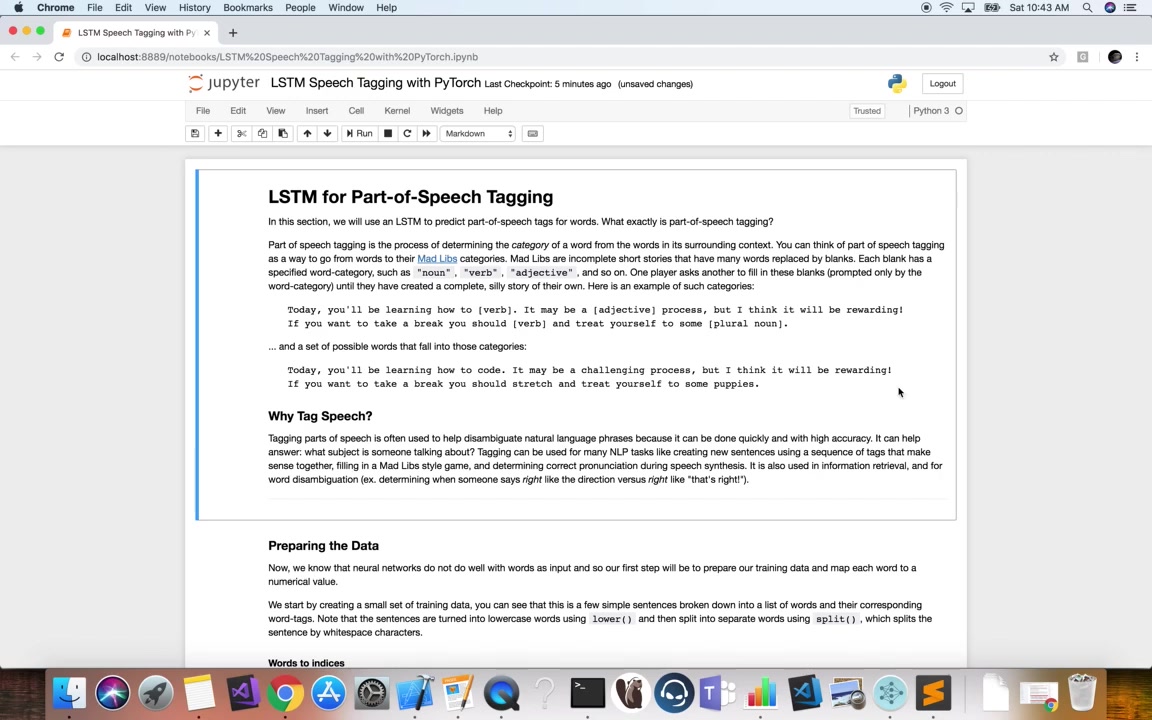 Chrome File Edit View History Bookmarks People Window Help Sat 10:43 AM
LSTM Speech Tagging with Py
localhost:8889/notebooks/LSTM%20Speech%20Tagging%20with%20PyTorch.ipynb
jupyter LSTM Speech Tagging with PyTorch Last Checkpoint: 5 minutes ago (unsaved changes) Logout
File Edit View Insert Cell Kernel Widgets Help Trusted Python 3
Run Markdown
LSTM for Part-of-Speech Tagging
In this section, we will use an LSTM to predict part-of-speech tags for words. What exactly is part-of-speech tagging?
Part of speech tagging is the process of determining the category of a word from the words in its surrounding context. You can think of part of speech tagging
as a way to go from words to their Mad Libs categories. Mad Libs are incomplete short stories that have many words replaced by blanks. Each blank has a
specified word-category, such as "noun", "verb", "adjective", and so on. One player asks another to fill in these blanks (prompted only by the
word-category) until they have created a complete, silly story of their own. Here is an example of such categories:
Today, you'll be learning how to [verb]. It may be a [adjective] process, but I think it will be rewarding!
If you want to take a break you should [verb] and treat yourself to some [plural noun].
... and a set of possible words that fall into those categories:
Today, you'll be learning how to code. It may be a challenging process, but I think it will be rewarding!
If you want to take a break you should stretch and treat yourself to some puppies.
Why Tag Speech?
Tagging parts of speech is often used to help disambiguate natural language phrases because it can be done quickly and with high accuracy. It can help
answer: what subject is someone talking about? Tagging can be used for many NLP tasks like creating new sentences using a sequence of tags that make
sense together, filling in a Mad Libs style game, and determining correct pronunciation during speech synthesis. It is also used in information retrieval, and for
word disambiguation (ex. determining when someone says right like the direction versus right like "that's right!").
Preparing the Data
Now, we know that neural networks do not do well with words as input and so our first step will be to prepare our training data and map each word to a
numerical value.
We start by creating a small set of training data, you can see that this is a few simple sentences broken down into a list of words and their corresponding
word-tags. Note that the sentences are turned into lowercase words using lower() and then split into separate words using split(), which splits the
sentence by whitespace characters.
Words to indices